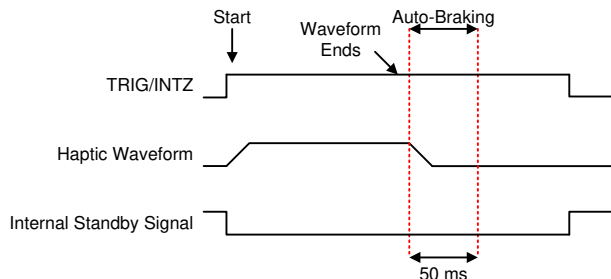 Start
Waveform
Ends
Auto-Braking
TRIG/INTZ
Haptic Waveform
Internal Standby Signal
50 ms